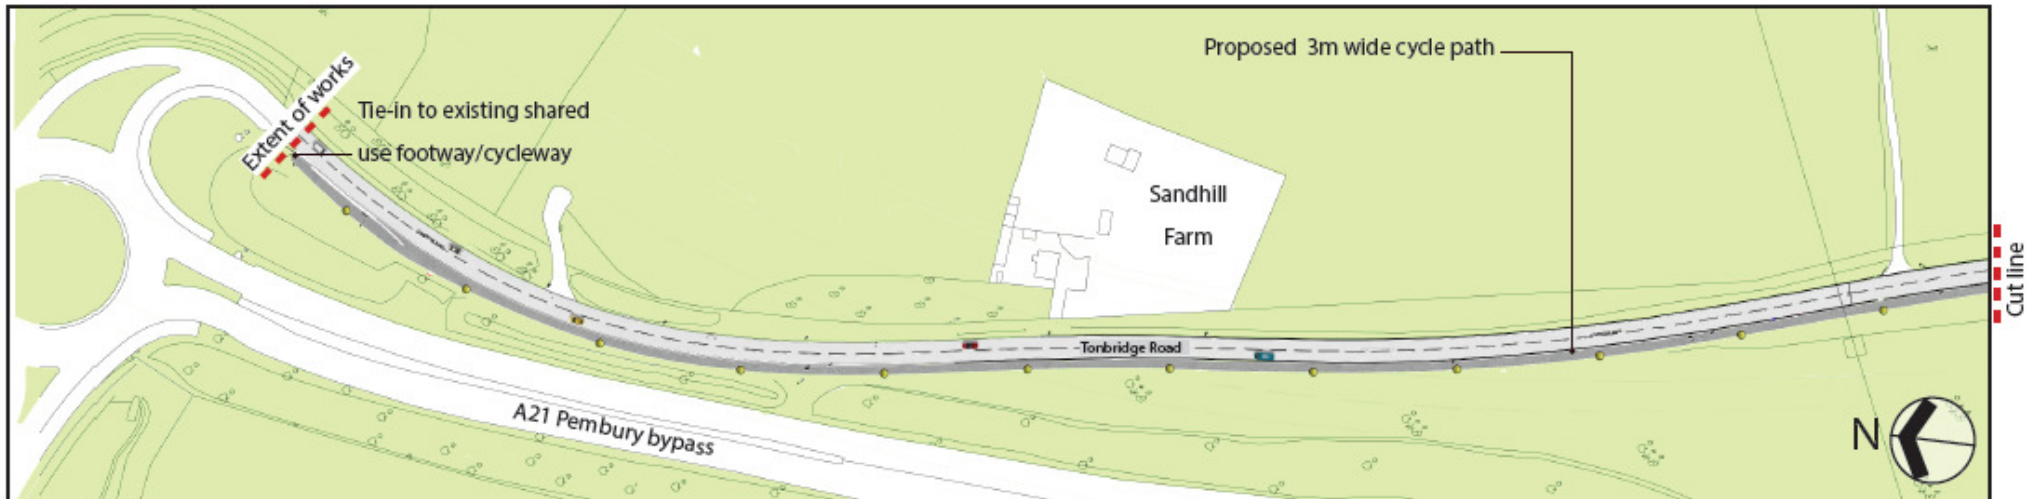 Proposed 3m wide cycle path
Extent of works
Tie-in to existing shared
use footway/cycleway
Sandhill
Farm
Cut line
Tonbridge Road
A21 Pembury bypass
N